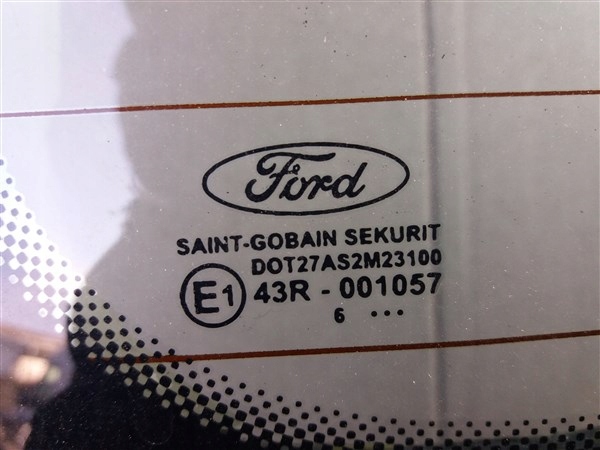 Ford
SAINT-GOBAIN SEKURIT
DOT27AS2M23100
E1 43R - 001057
6 ...